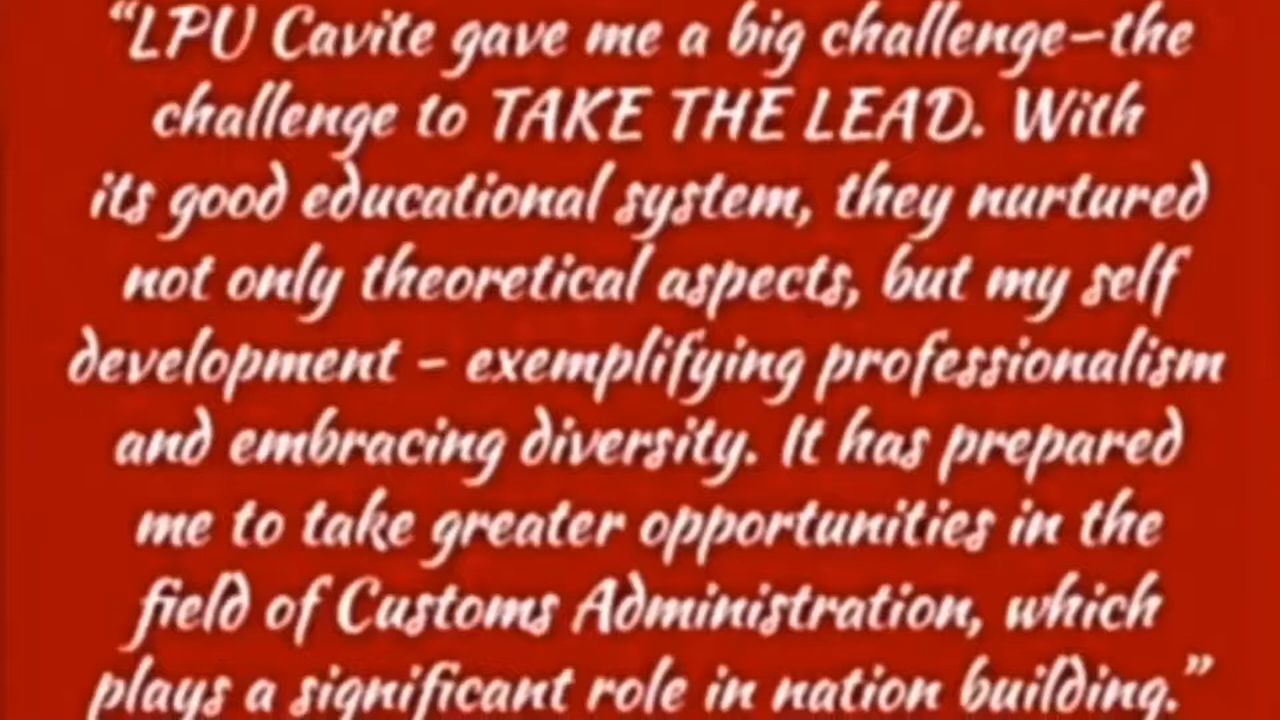 “LPU Cavite gave me a big challenge–the
challenge to TAKE THE LEAD. With
its good educational system, they nurtured
not only theoretical aspects, but my self
development – exemplifying professionalism
and embracing diversity. It has prepared
me to take greater opportunities in the
field of Customs Administration, which
plays a significant role in nation building.”